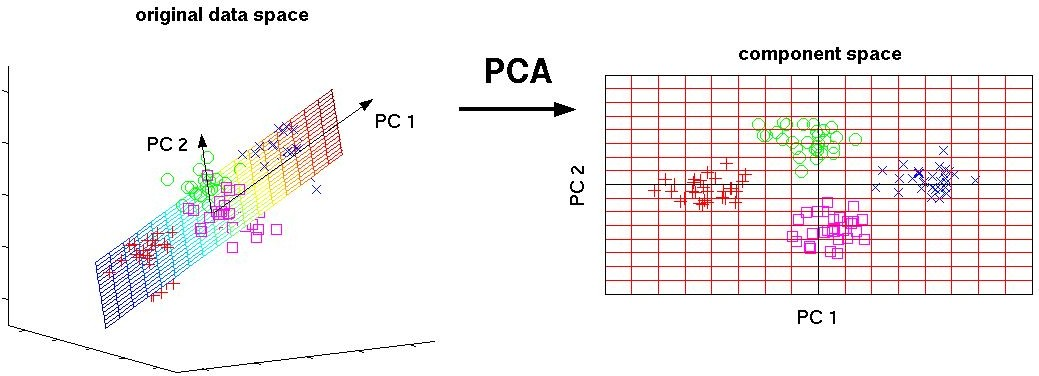 original data space
PC 1
PC 2
PCA
component space
PC 2
PC 1